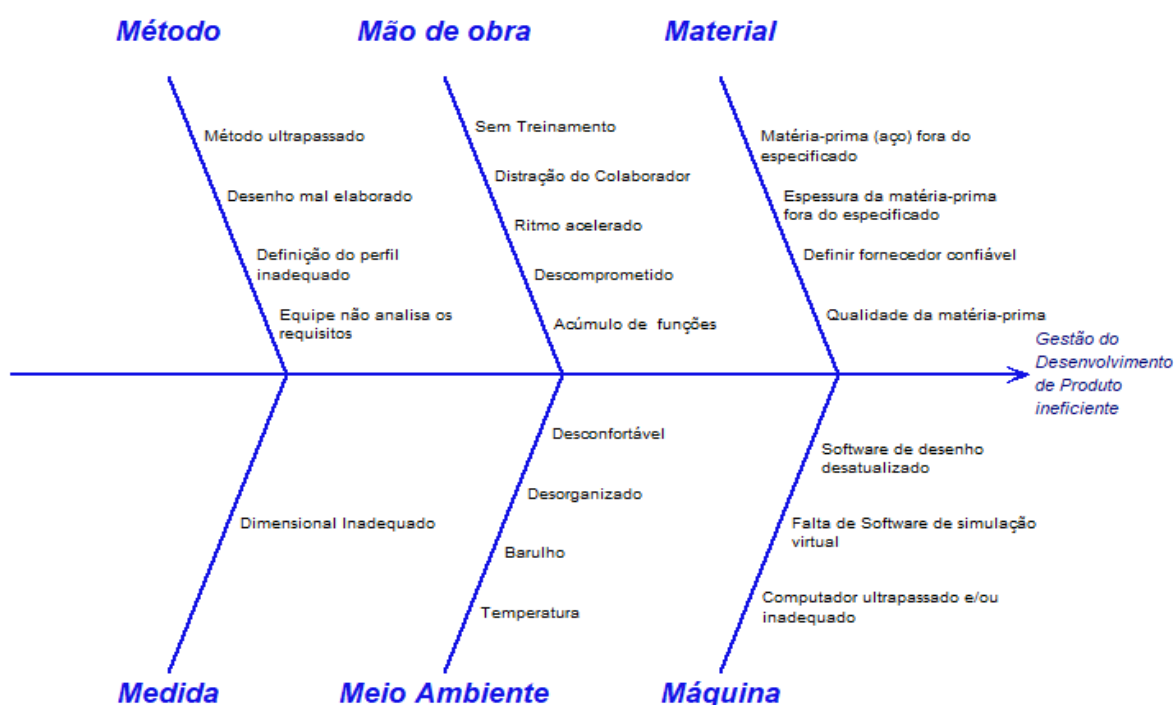 Método
Mão de obra
Material
Método ultrapassado
Desenho mal elaborado
Definição do perfil
inadequado
Equipe não analisa os
requisitos
Sem Treinamento
Distração do Colaborador
Ritmo acelerado
Descomprometido
Acúmulo de funções
Matéria-prima (aço) fora do
especificado
Espessura da matéria-prima
fora do especificado
Definir fornecedor confiável
Qualidade da matéria-prima
Gestão do
Desenvolvimento
de Produto
ineficiente
Dimensional Inadequado
Desconfortável
Desorganizado
Barulho
Temperatura
Software de desenho
desatualizado
Falta de Software de simulação
virtual
Computador ultrapassado e/ou
inadequado
Medida
Meio Ambiente
Máquina